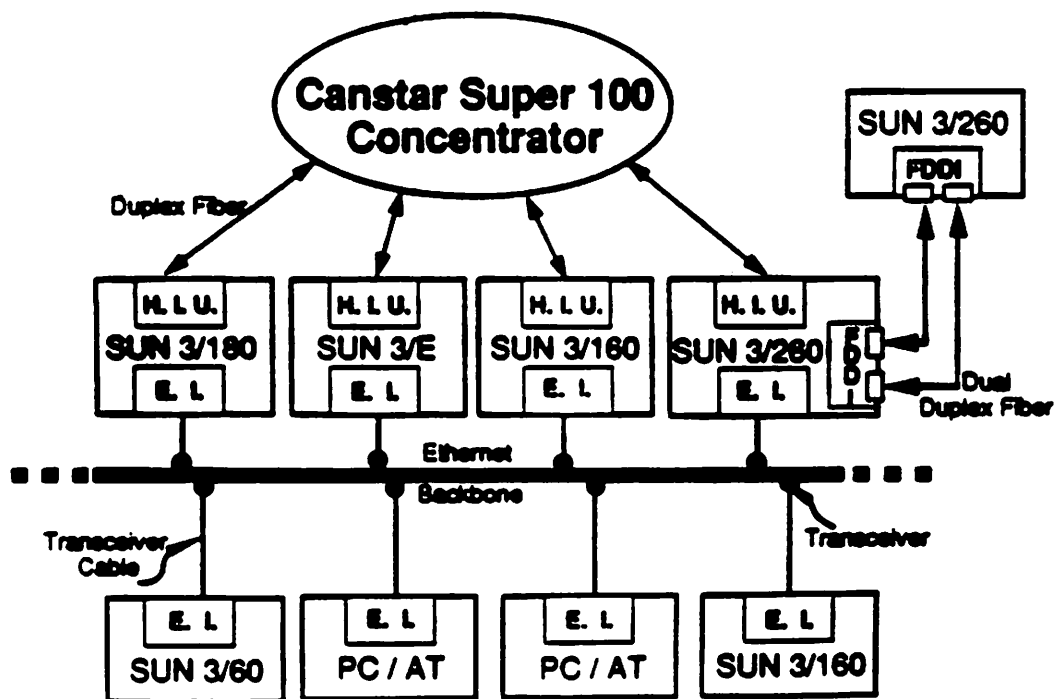 Canstar Super 100
Concentrator
SUN 3/260
FDDI
Duplex Fiber
H. I. U.
SUN 3/180
E. I.
H. I. U.
SUN 3/E
E. I.
H. I. U.
SUN 3/160
E. I.
H. I. U.
SUN 3/260
E. I.
FDDI
Dual
Duplex Fiber
Ethernet
Backbone
Transceiver
Cable
Transceiver
E. I.
SUN 3/60
E. I.
PC / AT
E. I.
PC / AT
E. I.
SUN 3/160